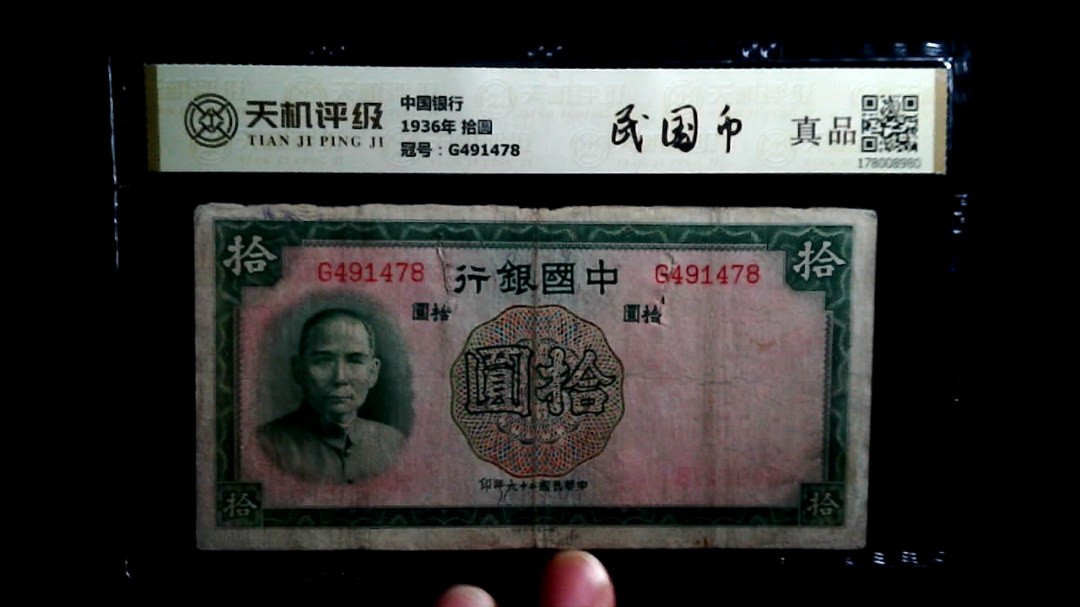 天机评级
TIAN JI PING JI
中国银行
1936年 拾圆
冠号：G491478
民国币
真品
178008980
拾
拾
G491478
行銀國中
G491478
圓拾
圓拾
圓拾
印年六十二國民華中
拾
拾